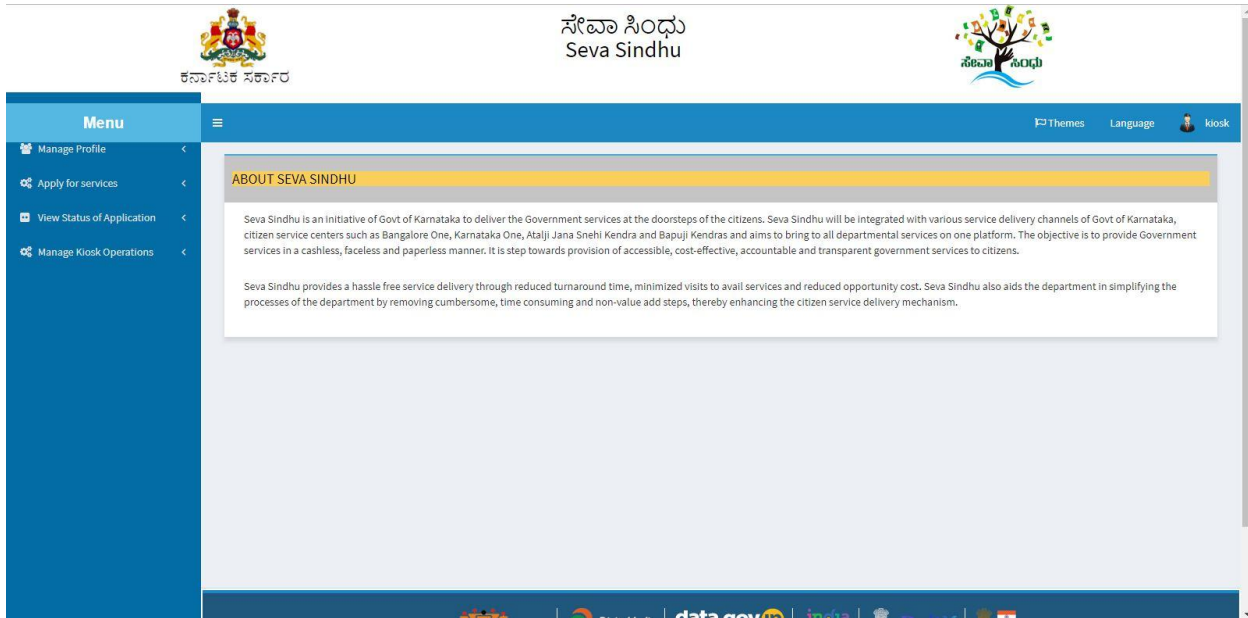 ಸೇವಾ ಸಿಂಧು
Seva Sindhu
ಕರ್ನಾಟಕ ಸರ್ಕಾರ
ಸೇವಾ ಸಿಂಧು
Menu
Themes
Language
kiosk
Manage Profile
Apply for services
View Status of Application
Manage Kiosk Operations
ABOUT SEVA SINDHU
Seva Sindhu is an initiative of Govt of Karnataka to deliver the Government services at the doorsteps of the citizens. Seva Sindhu will be integrated with various service delivery channels of Govt of Karnataka,
citizen service centers such as Bangalore One, Karnataka One, Atalji Jana Snehi Kendra and Bapuji Kendras and aims to bring to all departmental services on one platform. The objective is to provide Government
services in a cashless, faceless and paperless manner. It is step towards provision of accessible, cost-effective, accountable and transparent government services to citizens.
Seva Sindhu provides a hassle free service delivery through reduced turnaround time, minimized visits to avail services and reduced opportunity cost. Seva Sindhu also aids the department in simplifying the
processes of the department by removing cumbersome, time consuming and non-value add steps, thereby enhancing the citizen service delivery mechanism.
data.gov.in
india